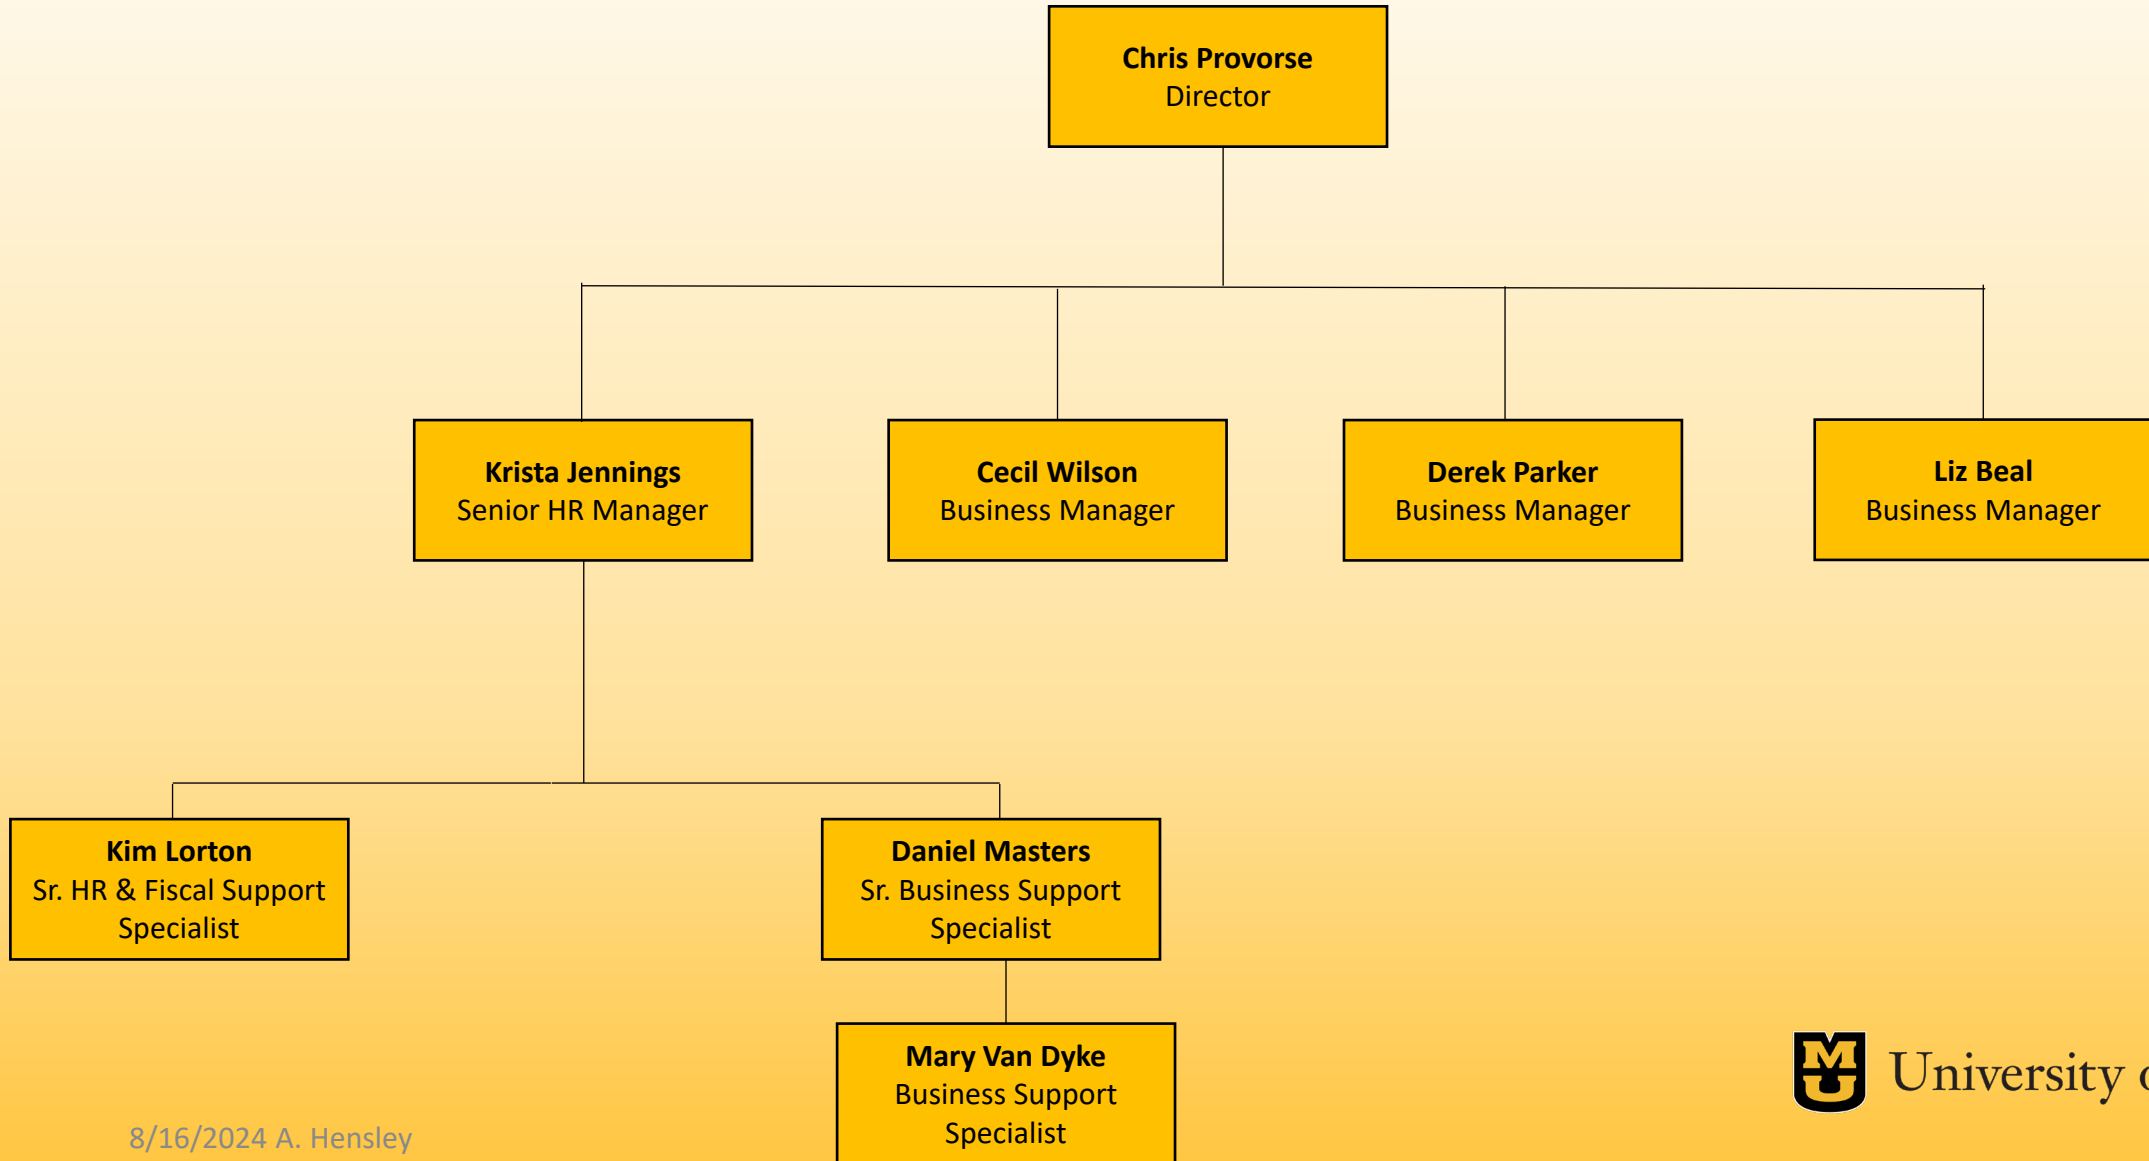 Chris Provorse
Director
Krista Jennings
Senior HR Manager
Cecil Wilson
Business Manager
Derek Parker
Business Manager
Liz Beal
Business Manager
Kim Lorton
Sr. HR & Fiscal Support
Specialist
Daniel Masters
Sr. Business Support
Specialist
Mary Van Dyke
Business Support
Specialist
8/16/2024 A. Hensley
MU
University